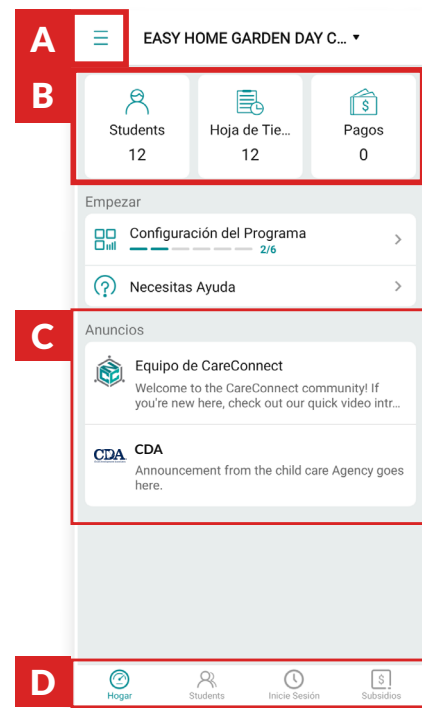 A
EASY HOME GARDEN DAY C... ▾
B
Students
12
Hoja de Tie...
12
$
Pagos
0
Empezar
Configuración del Programa
2/6
? Necesitas Ayuda
C
Anuncios
Equipo de CareConnect
Welcome to the CareConnect community! If
you're new here, check out our quick video intr...
CDA
CDA
Announcement from the child care Agency goes
here.
D
Hogar
Students
Inicie Sesión
$
Subsidios